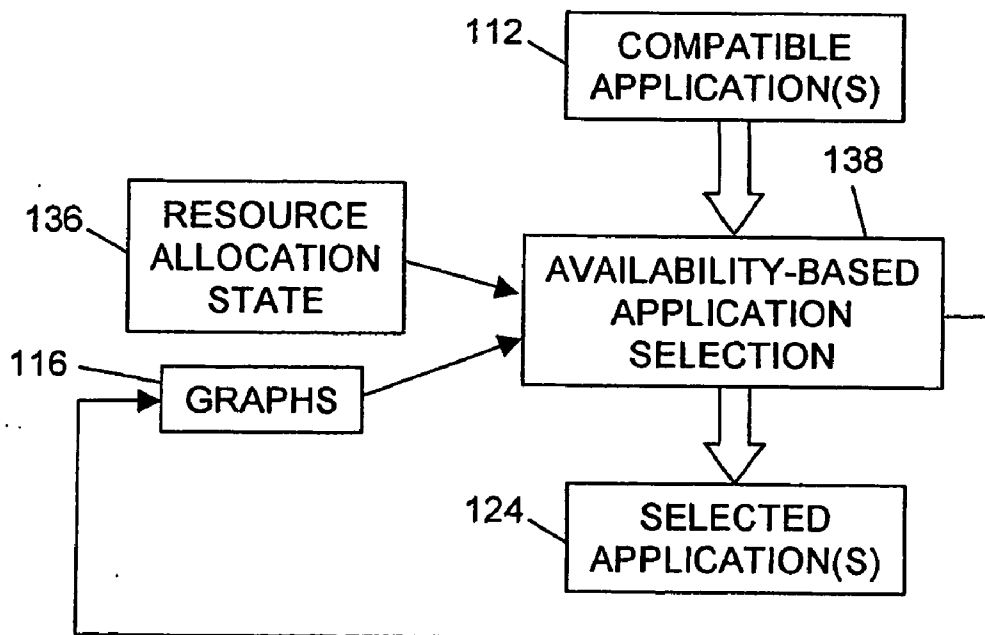 112
COMPATIBLE
APPLICATION(S)
138
136
RESOURCE
ALLOCATION
STATE
AVAILABILITY-BASED
APPLICATION
SELECTION
116
GRAPHS
124
SELECTED
APPLICATION(S)